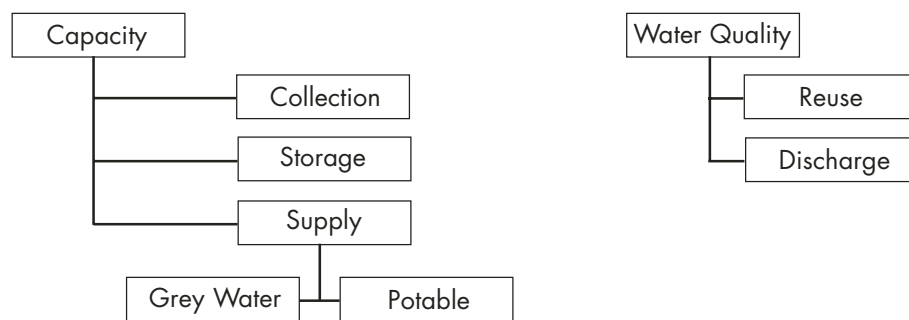 Capacity
Collection
Storage
Supply
Grey Water
Potable
Water Quality
Reuse
Discharge